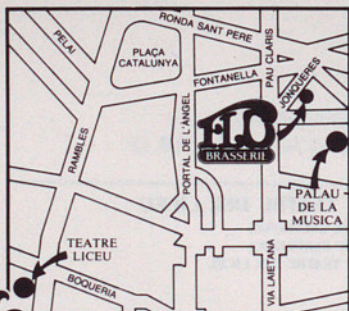 RONDA SANT PERE
PELAI
PLAÇA
CATALUNYA
FONTANELLA
PAU CLARIS
JONQUERES
FLO
BRASSERIE
RAMBLES
PORTAL DE L'ÀNGEL
PALAU
DE LA
MUSICA
TEATRE
LICEU
BOQUERIA
VIA LAIETANA